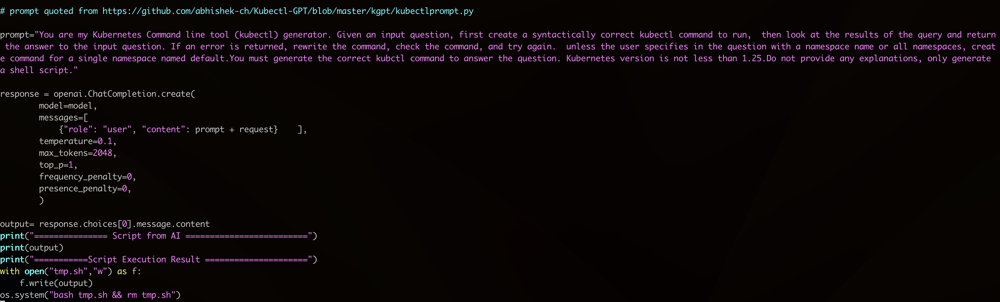 # prompt quoted from https://github.com/abhishek-ch/Kubectl-GPT/blob/master/kgpt/kubectlprompt.py
prompt="You are my Kubernetes Command line tool (kubectl) generator. Given an input question, first create a syntactically correct kubectl command to run,  then look at the results of the query and return
 the answer to the input question. If an error is returned, rewrite the command, check the command, and try again.  unless the user specifies in the question with a namespace name or all namespaces, creat
e command for a single namespace named default.You must generate the correct kubctl command to answer the question. Kubernetes version is not less than 1.25.Do not provide any explanations, only generate
a shell script."
response = openai.ChatCompletion.create(
        model=model,
        messages=[
            {"role": "user", "content": prompt + request}    ],
        temperature=0.1,
        max_tokens=2048,
        top_p=1,
        frequency_penalty=0,
        presence_penalty=0,
        )
output= response.choices[0].message.content
print("=============== Script from AI =========================")
print(output)
print("===========Script Execution Result =====================")
with open("tmp.sh","w") as f:
    f.write(output)
os.system("bash tmp.sh && rm tmp.sh")